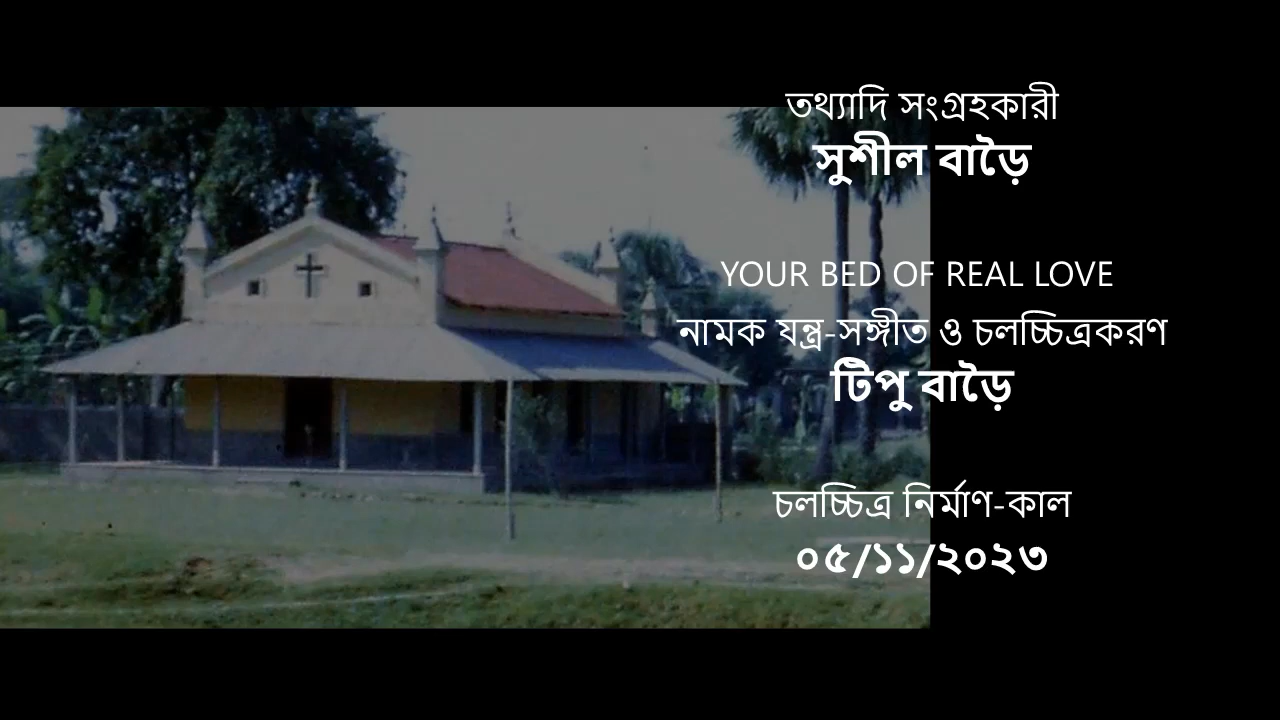 তথ্যাদি সংগ্রহকারী
সুশীল বাড়ৈ
YOUR BED OF REAL LOVE
নামক যন্ত্র-সঙ্গীত ও চলচ্চিত্রকরণ
টিপু বাড়ৈ
চলচ্চিত্র নির্মাণ-কাল
০৫/১১/২০২৩